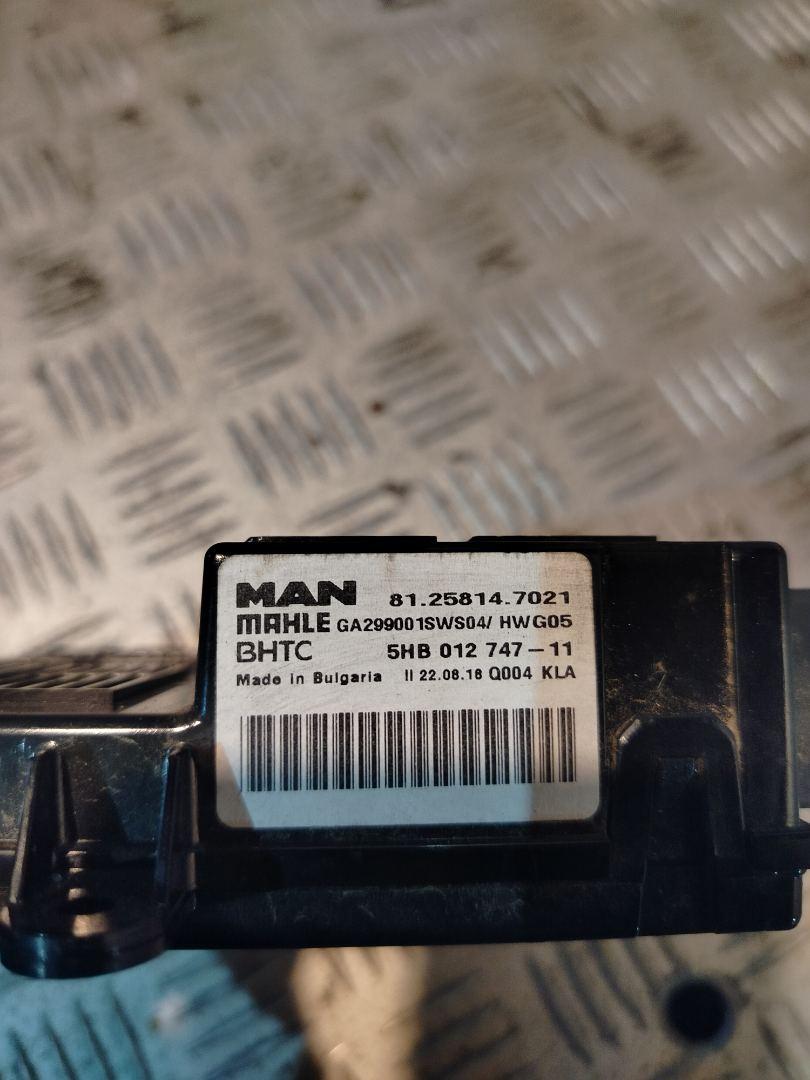 MAN 81.25814.7021
MAHLE GA299001SWS04/ HWG05
BHTC 5HB 012 747-11
Made in Bulgaria II 22.08.18 Q004 KLA